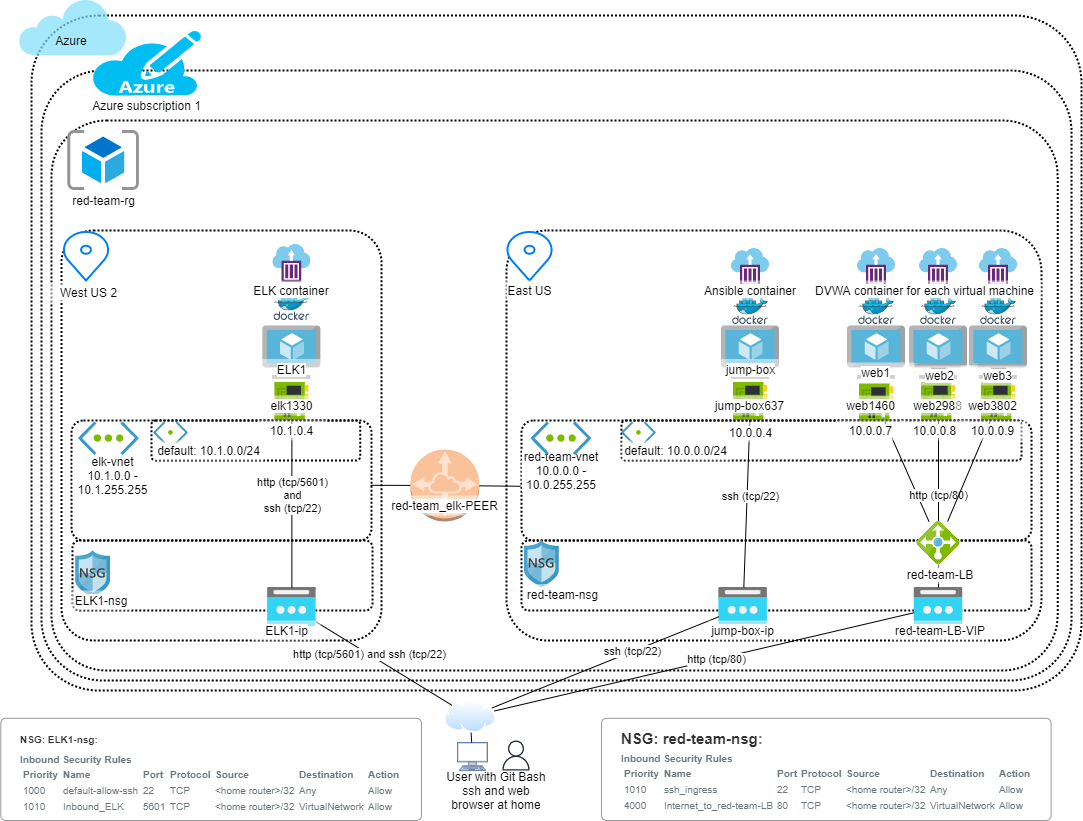 Azure
Azure
Azure subscription 1
red-team-rg
West US 2
ELK container
docker
ELK1
elk1330
10.1.0.4
East US
Ansible container
docker
jump-box
jump-box637
10.0.0.4
DVWA container for each virtual machine
docker docker docker
web1 web2 web3
web1460 web2988 web3802
10.0.0.7 10.0.0.8 10.0.0.9
elk-vnet
10.1.0.0 -
10.1.255.255
default: 10.1.0.0/24
http (tcp/5601)
and
ssh (tcp/22)
red-team_elk-PEER
red-team-vnet
10.0.0.0 -
10.0.255.255
default: 10.0.0.0/24
ssh (tcp/22)
http (tcp/80)
NSG
ELK1-nsg
ELK1-ip
NSG
red-team-nsg
jump-box-ip
red-team-LB
red-team-LB-VIP
http (tcp/5601) and ssh (tcp/22)
ssh (tcp/22)
http (tcp/80)
User with Git Bash
ssh and web
browser at home
NSG: ELK1-nsg:
Inbound Security Rules
Priority Name Port Protocol Source Destination Action
1000 default-allow-ssh 22 TCP <home router>/32 Any Allow
1010 Inbound_ELK 5601 TCP <home router>/32 VirtualNetwork Allow
NSG: red-team-nsg:
Inbound Security Rules
Priority Name Port Protocol Source Destination Action
1010 ssh_ingress 22 TCP <home router>/32 Any Allow
4000 Internet_to_red-team-LB 80 TCP <home router>/32 VirtualNetwork Allow